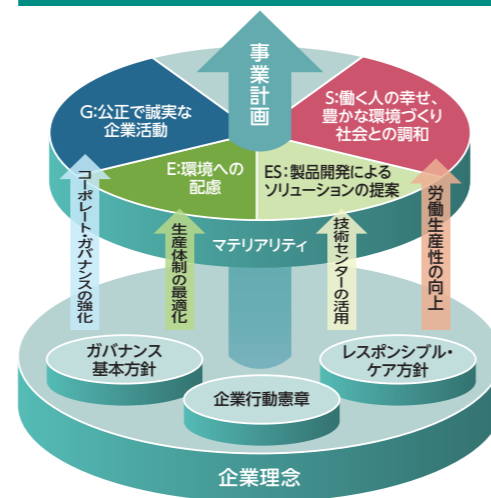 事業計画
G:公正で誠実な
企業活動
S:働く人の幸せ、
豊かな環境づくり
社会との調和
E:環境への
配慮
ES:製品開発による
ソリューションの提案
コーポレート・ガバナンスの強化
生産体制の最適化
マテリアリティ
技術センターの活用
労働生産性の向上
ガバナンス
基本方針
企業行動憲章
レスポンシブル・
ケア方針
企業理念